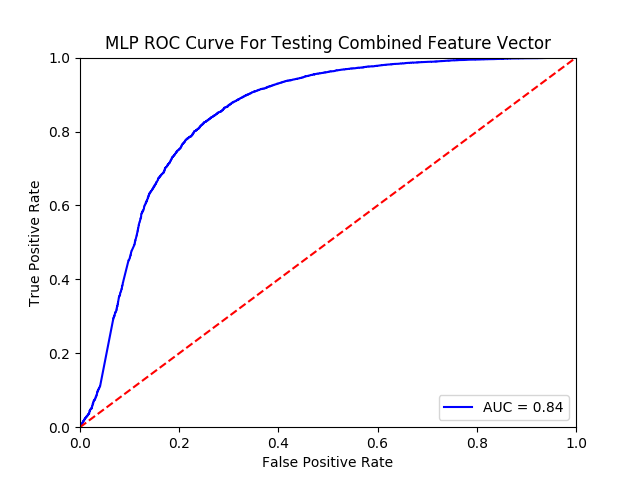 MLP ROC Curve For Testing Combined Feature Vector
1.0
0.8
0.6
0.4
0.2
0.0
True Positive Rate
AUC = 0.84
0.0 0.2 0.4 0.6 0.8 1.0
False Positive Rate